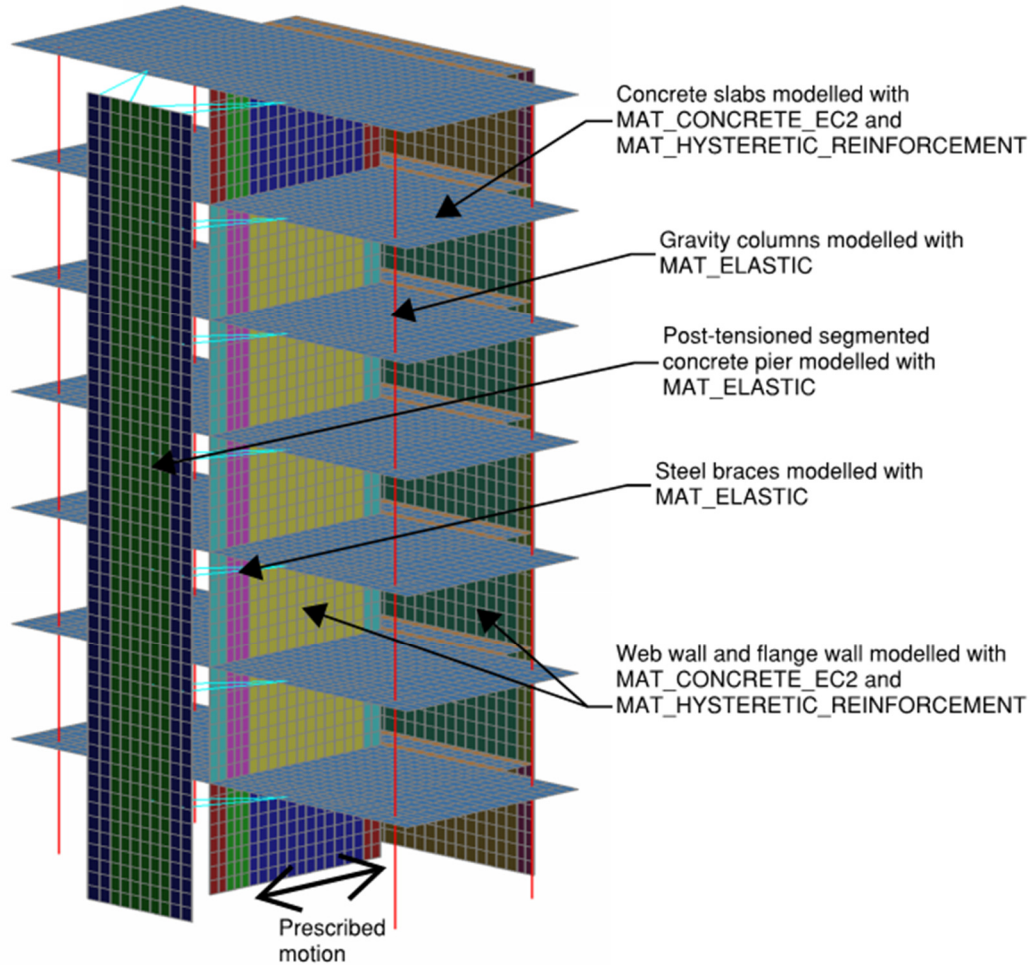 Concrete slabs modelled with
MAT_CONCRETE_EC2 and
MAT_HYSTERETIC_REINFORCEMENT
Gravity columns modelled with
MAT_ELASTIC
Post-tensioned segmented
concrete pier modelled with
MAT_ELASTIC
Steel braces modelled with
MAT_ELASTIC
Web wall and flange wall modelled with
MAT_CONCRETE_EC2 and
MAT_HYSTERETIC_REINFORCEMENT
Prescribed
motion